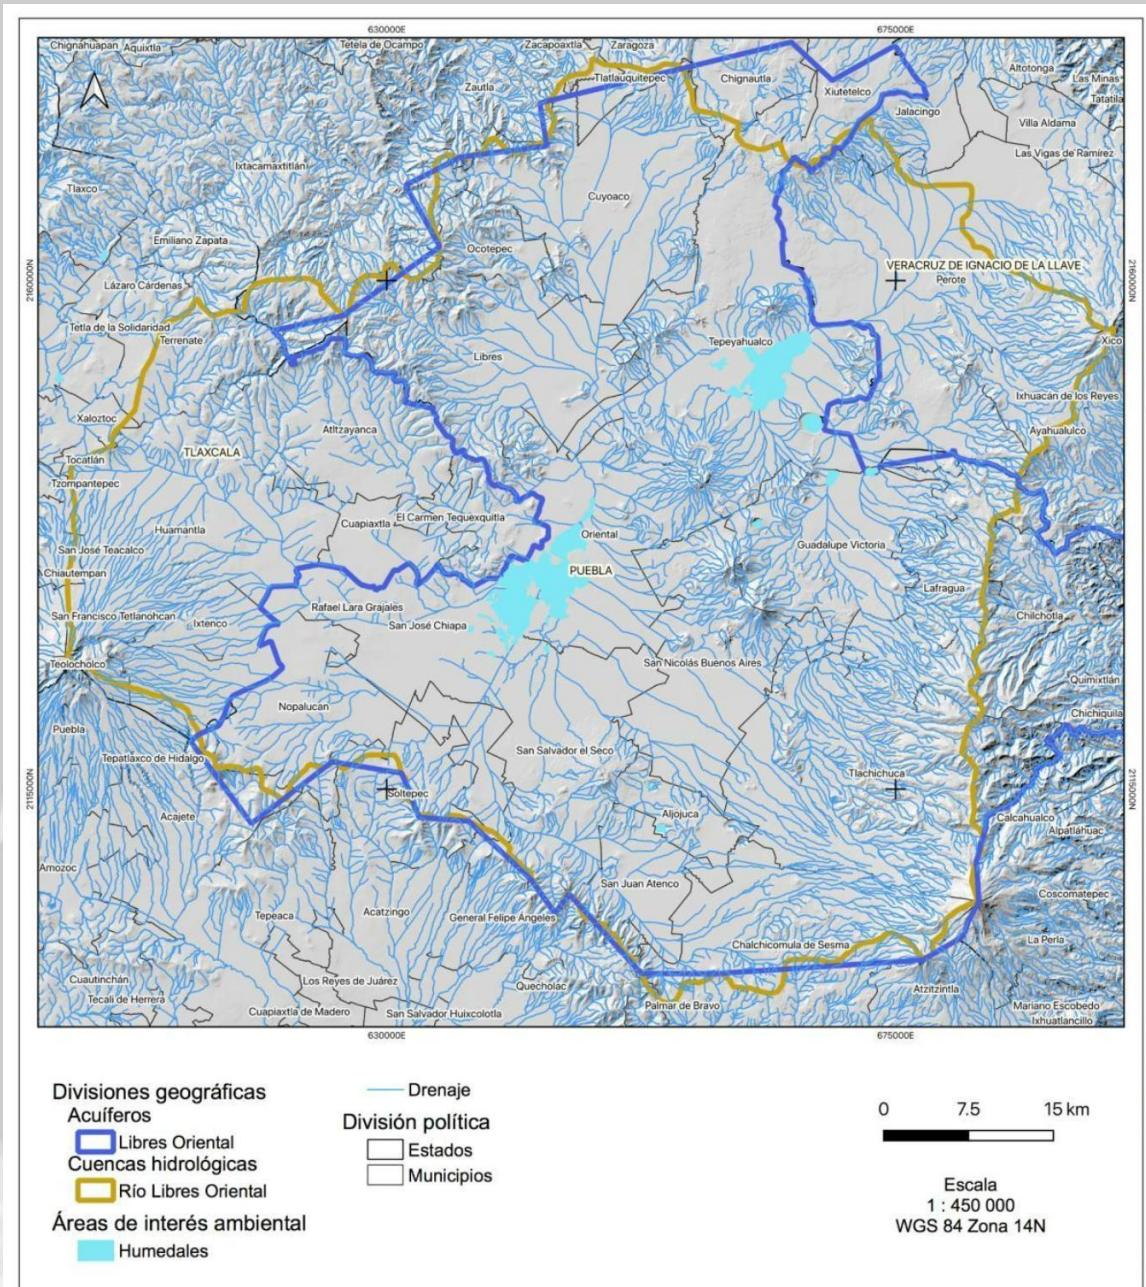 630000E
675000E
Chignahuapan
Aquixtla
Tetela de Ocampo
Zacapoaxtla
Zaragoza
Tlatlauquitepec
Chignautla
Altotonga
Las Minas
Tatatila
Zautla
Xiutetelco
Jalacingo
Villa Aldama
Las Vigas de Ramírez
Ixtacamaxtitlán
Tlaxco
Cuyoaco
Emiliano Zapata
Ocotepec
2160000N
2160000N
Lázaro Cárdenas
VERACRUZ DE IGNACIO DE LA LLAVE
Perote
Tetla de la Solidaridad
Terrenate
Tepeyahualco
Xico
Libres
Ixhuacán de los Reyes
Xaloztoc
Atltzayanca
Ayahualulco
TLAXCALA
Tocatlán
Tzompantepec
Huamantla
Cuapiaxtla
El Carmen Tequexquitla
Oriental
Guadalupe Victoria
San José Teacalco
Chiautempan
PUEBLA
Lafragua
San Francisco Tetlanohcan
Ixtenco
Rafael Lara Grajales
San José Chiapa
Chilchotla
Teolocholco
San Nicolás Buenos Aires
Quimixtlán
Nopalucan
Chichiquila
Puebla
Tepatlaxco de Hidalgo
San Salvador el Seco
Tlachichuca
2115000N
2115000N
Soltepec
Acajete
Aljojuca
Calcahualco
Alpatláhuac
Amozoc
San Juan Atenco
Coscomatepec
Tepeaca
Acatzingo
General Felipe Ángeles
Chalchicomula de Sesma
La Perla
Cuautinchán
Los Reyes de Juárez
Quecholac
Atzitzintla
Tecali de Herrera
Cuapiaxtla de Madero
San Salvador Huixcolotla
Palmar de Bravo
Mariano Escobedo
Ixhuatlancillo
630000E
675000E
Divisiones geográficas
Acuíferos
Libres Oriental
Cuencas hidrológicas
Río Libres Oriental
Áreas de interés ambiental
Humedales
Drenaje
División política
Estados
Municipios
0 7.5 15 km
Escala
1 : 450 000
WGS 84 Zona 14N